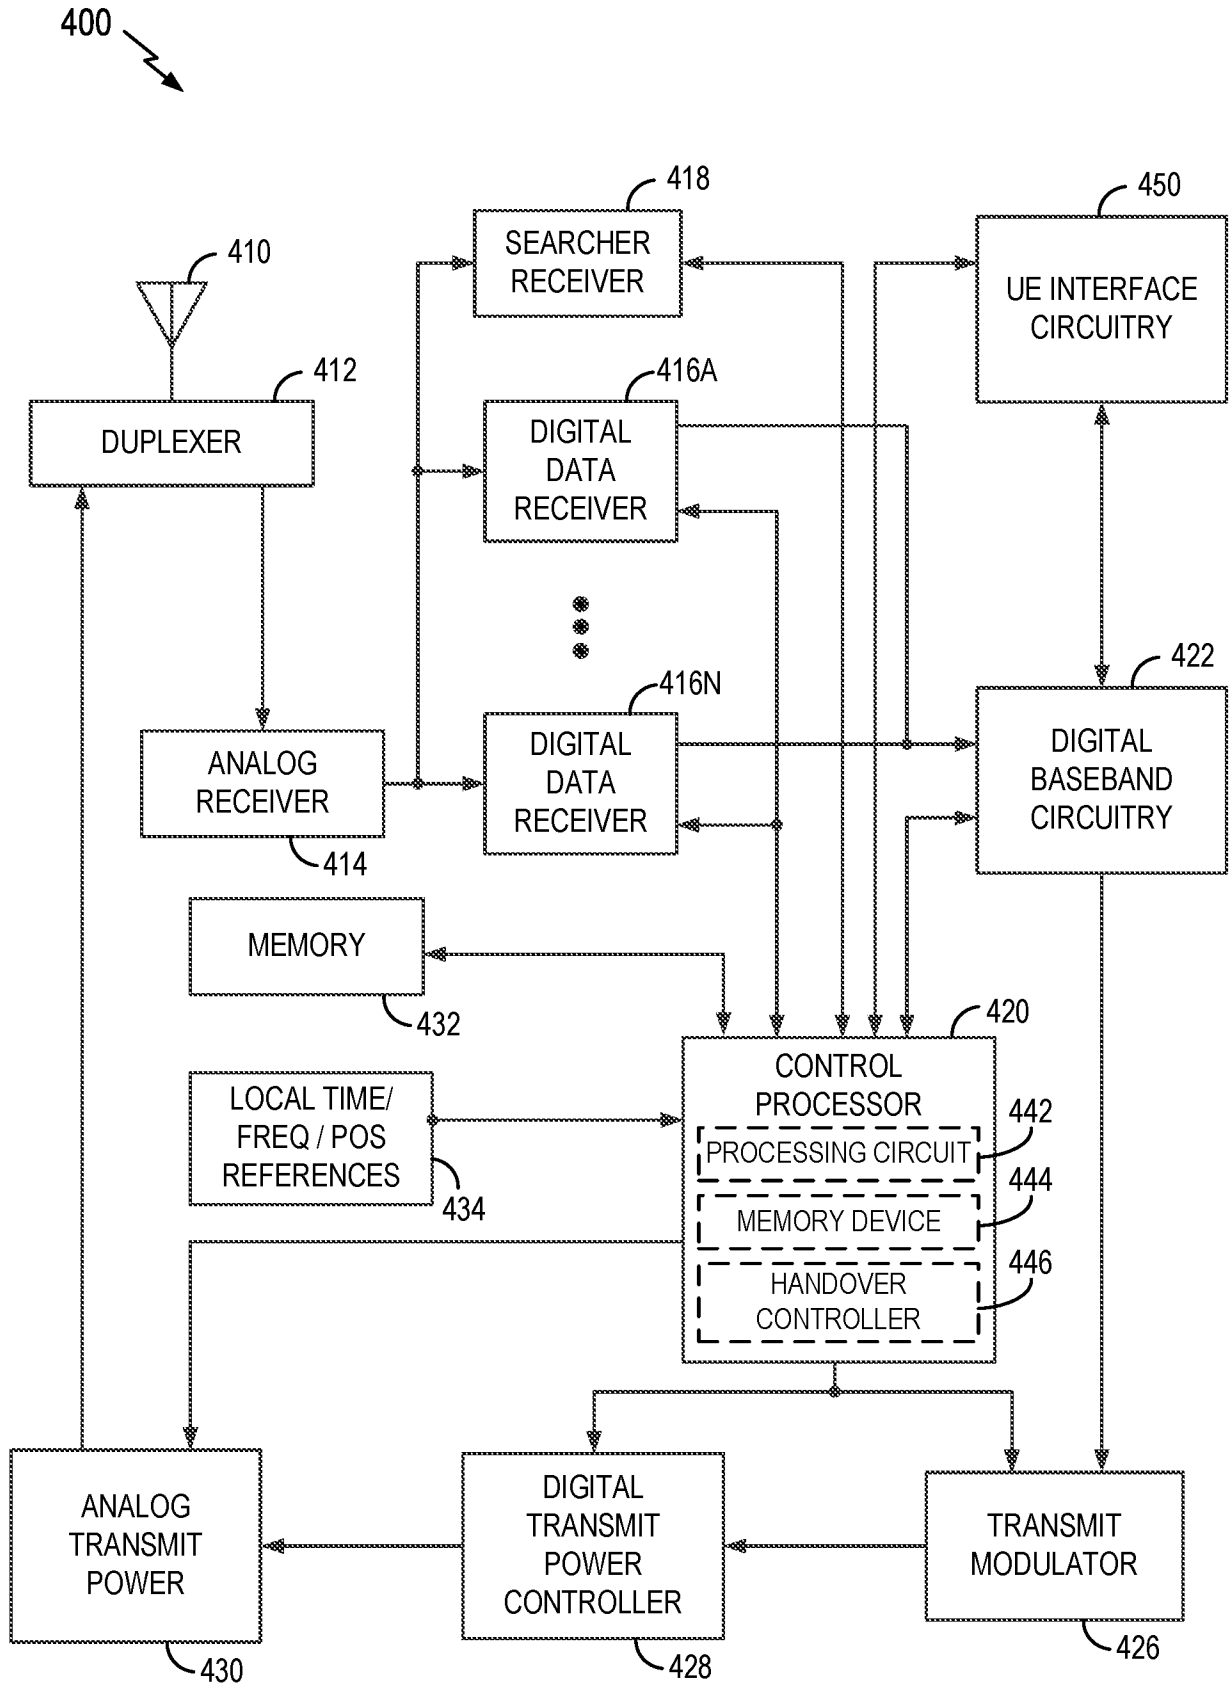 400
418
SEARCHER
RECEIVER
450
UE INTERFACE
CIRCUITRY
410
412
DUPLEXER
416A
DIGITAL
DATA
RECEIVER
416N
DIGITAL
DATA
RECEIVER
422
DIGITAL
BASEBAND
CIRCUITRY
ANALOG
RECEIVER
414
MEMORY
432
LOCAL TIME/
FREQ / POS
REFERENCES
434
420
CONTROL
PROCESSOR
442
PROCESSING CIRCUIT
444
MEMORY DEVICE
446
HANDOVER
CONTROLLER
ANALOG
TRANSMIT
POWER
430
DIGITAL
TRANSMIT
POWER
CONTROLLER
428
TRANSMIT
MODULATOR
426